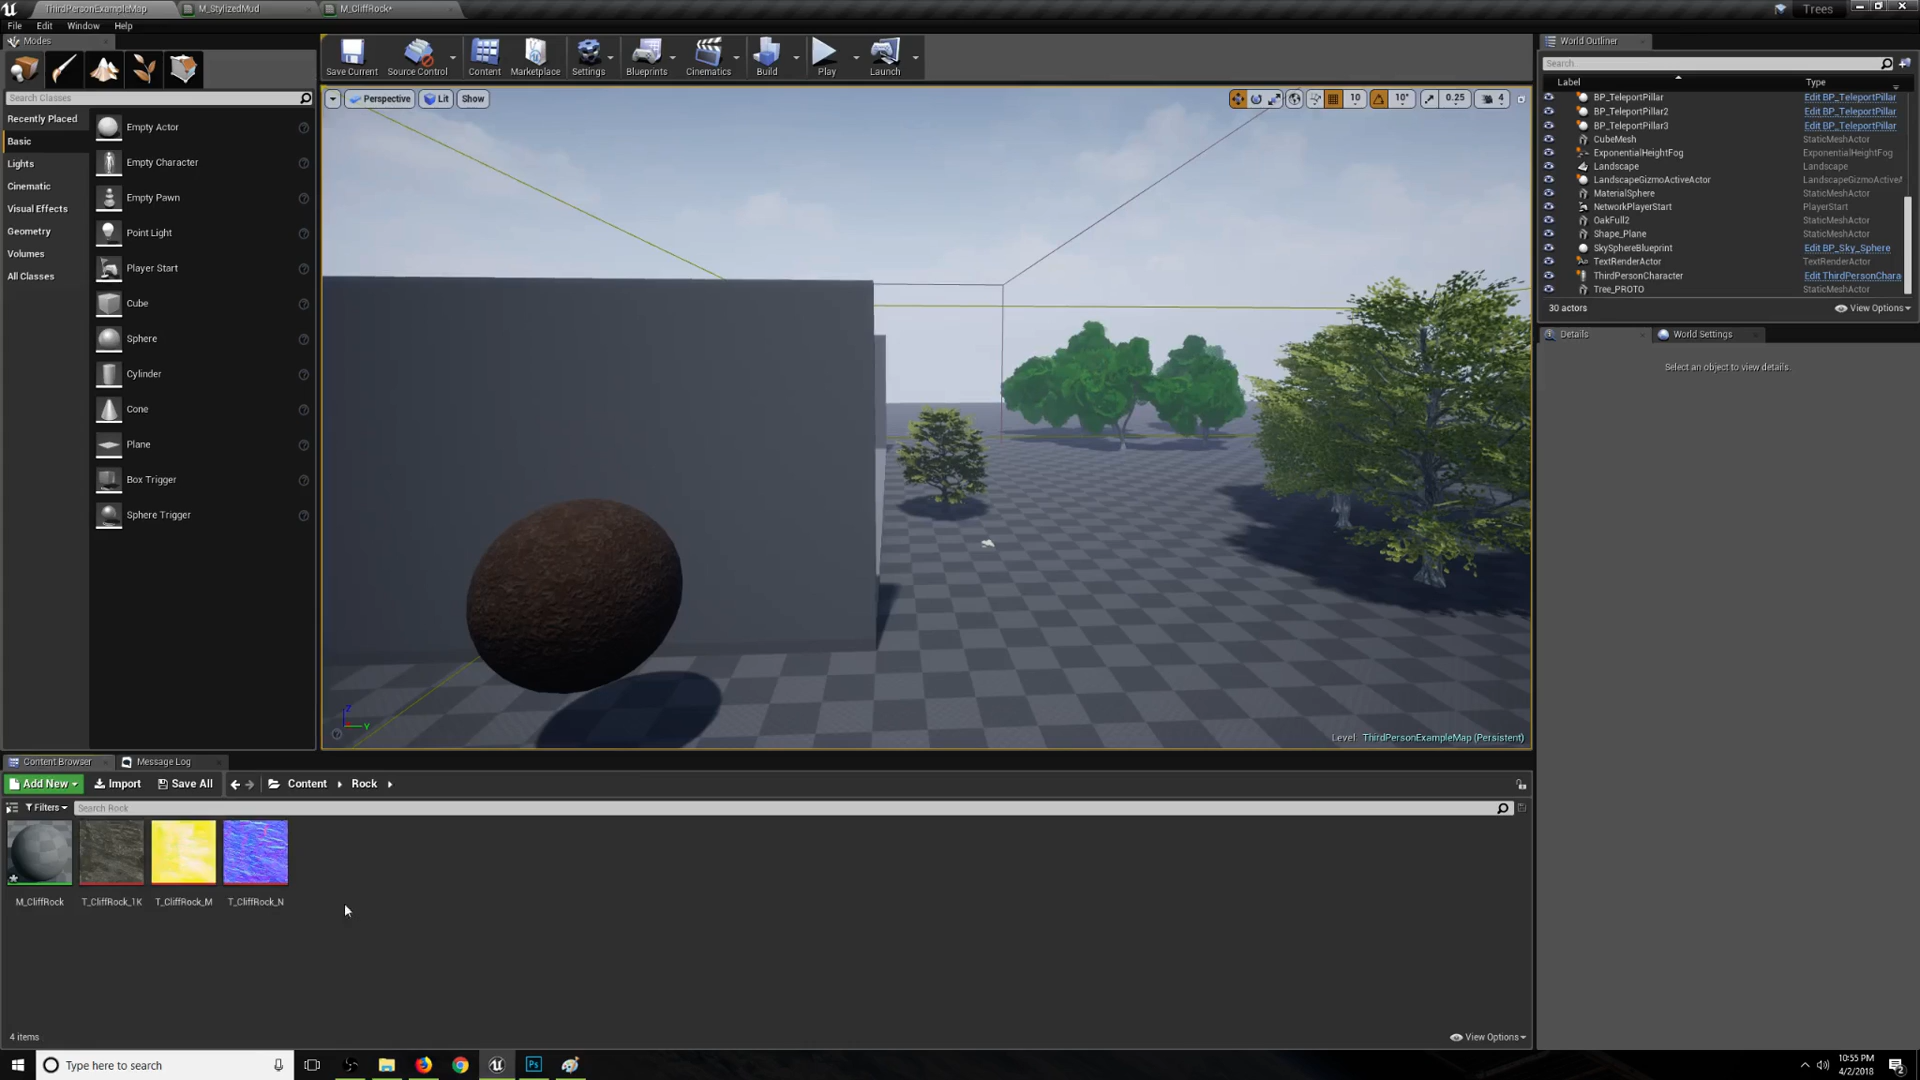 ThirdPersonExampleMap
M_StylizedMud
M_CliffRock*
Trees
File Edit Window Help
Modes
Search Classes
Recently Placed
Basic
Lights
Cinematic
Visual Effects
Geometry
Volumes
All Classes
Empty Actor
Empty Character
Empty Pawn
Point Light
Player Start
Cube
Sphere
Cylinder
Cone
Plane
Box Trigger
Sphere Trigger
Save Current
Source Control
Content
Marketplace
Settings
Blueprints
Cinematics
Build
Play
Launch
Perspective Lit Show
10 10° 0.25 4
Level: ThirdPersonExampleMap (Persistent)
World Outliner
Search
Label Type
BP_TeleportPillar Edit BP_TeleportPillar
BP_TeleportPillar2 Edit BP_TeleportPillar
BP_TeleportPillar3 Edit BP_TeleportPillar
CubeMesh StaticMeshActor
ExponentialHeightFog ExponentialHeightFog
Landscape Landscape
LandscapeGizmoActiveActor LandscapeGizmoActiveA
MaterialSphere StaticMeshActor
NetworkPlayerStart PlayerStart
OakFull2 StaticMeshActor
Shape_Plane StaticMeshActor
SkySphereBlueprint Edit BP_Sky_Sphere
TextRenderActor TextRenderActor
ThirdPersonCharacter Edit ThirdPersonChara
Tree_PROTO StaticMeshActor
30 actors View Options
Details World Settings
Select an object to view details.
Content Browser Message Log
Add New Import Save All Content Rock
Filters Search Rock
M_CliffRock T_CliffRock_1K T_CliffRock_M T_CliffRock_N
4 items View Options
Type here to search
10:55 PM
4/2/2018